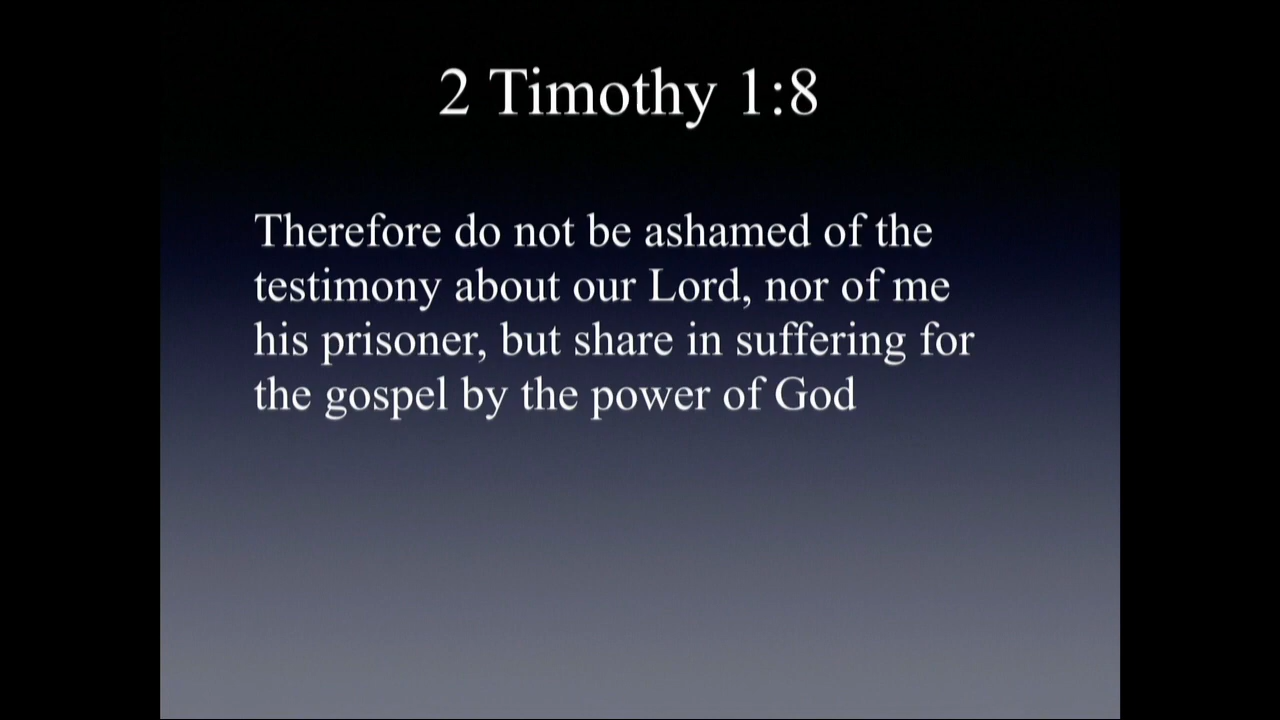 2 Timothy 1:8
Therefore do not be ashamed of the
testimony about our Lord, nor of me
his prisoner, but share in suffering for
the gospel by the power of God